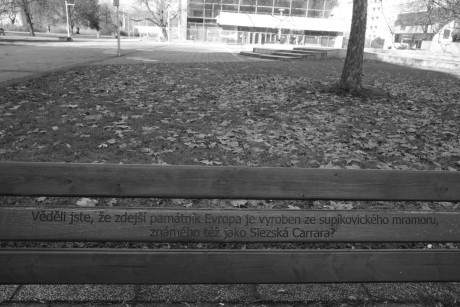 Věděli jste, že zdejší památník Evropa je vyroben ze supíkovického mramoru,
známého též jako Slezská Carrara?